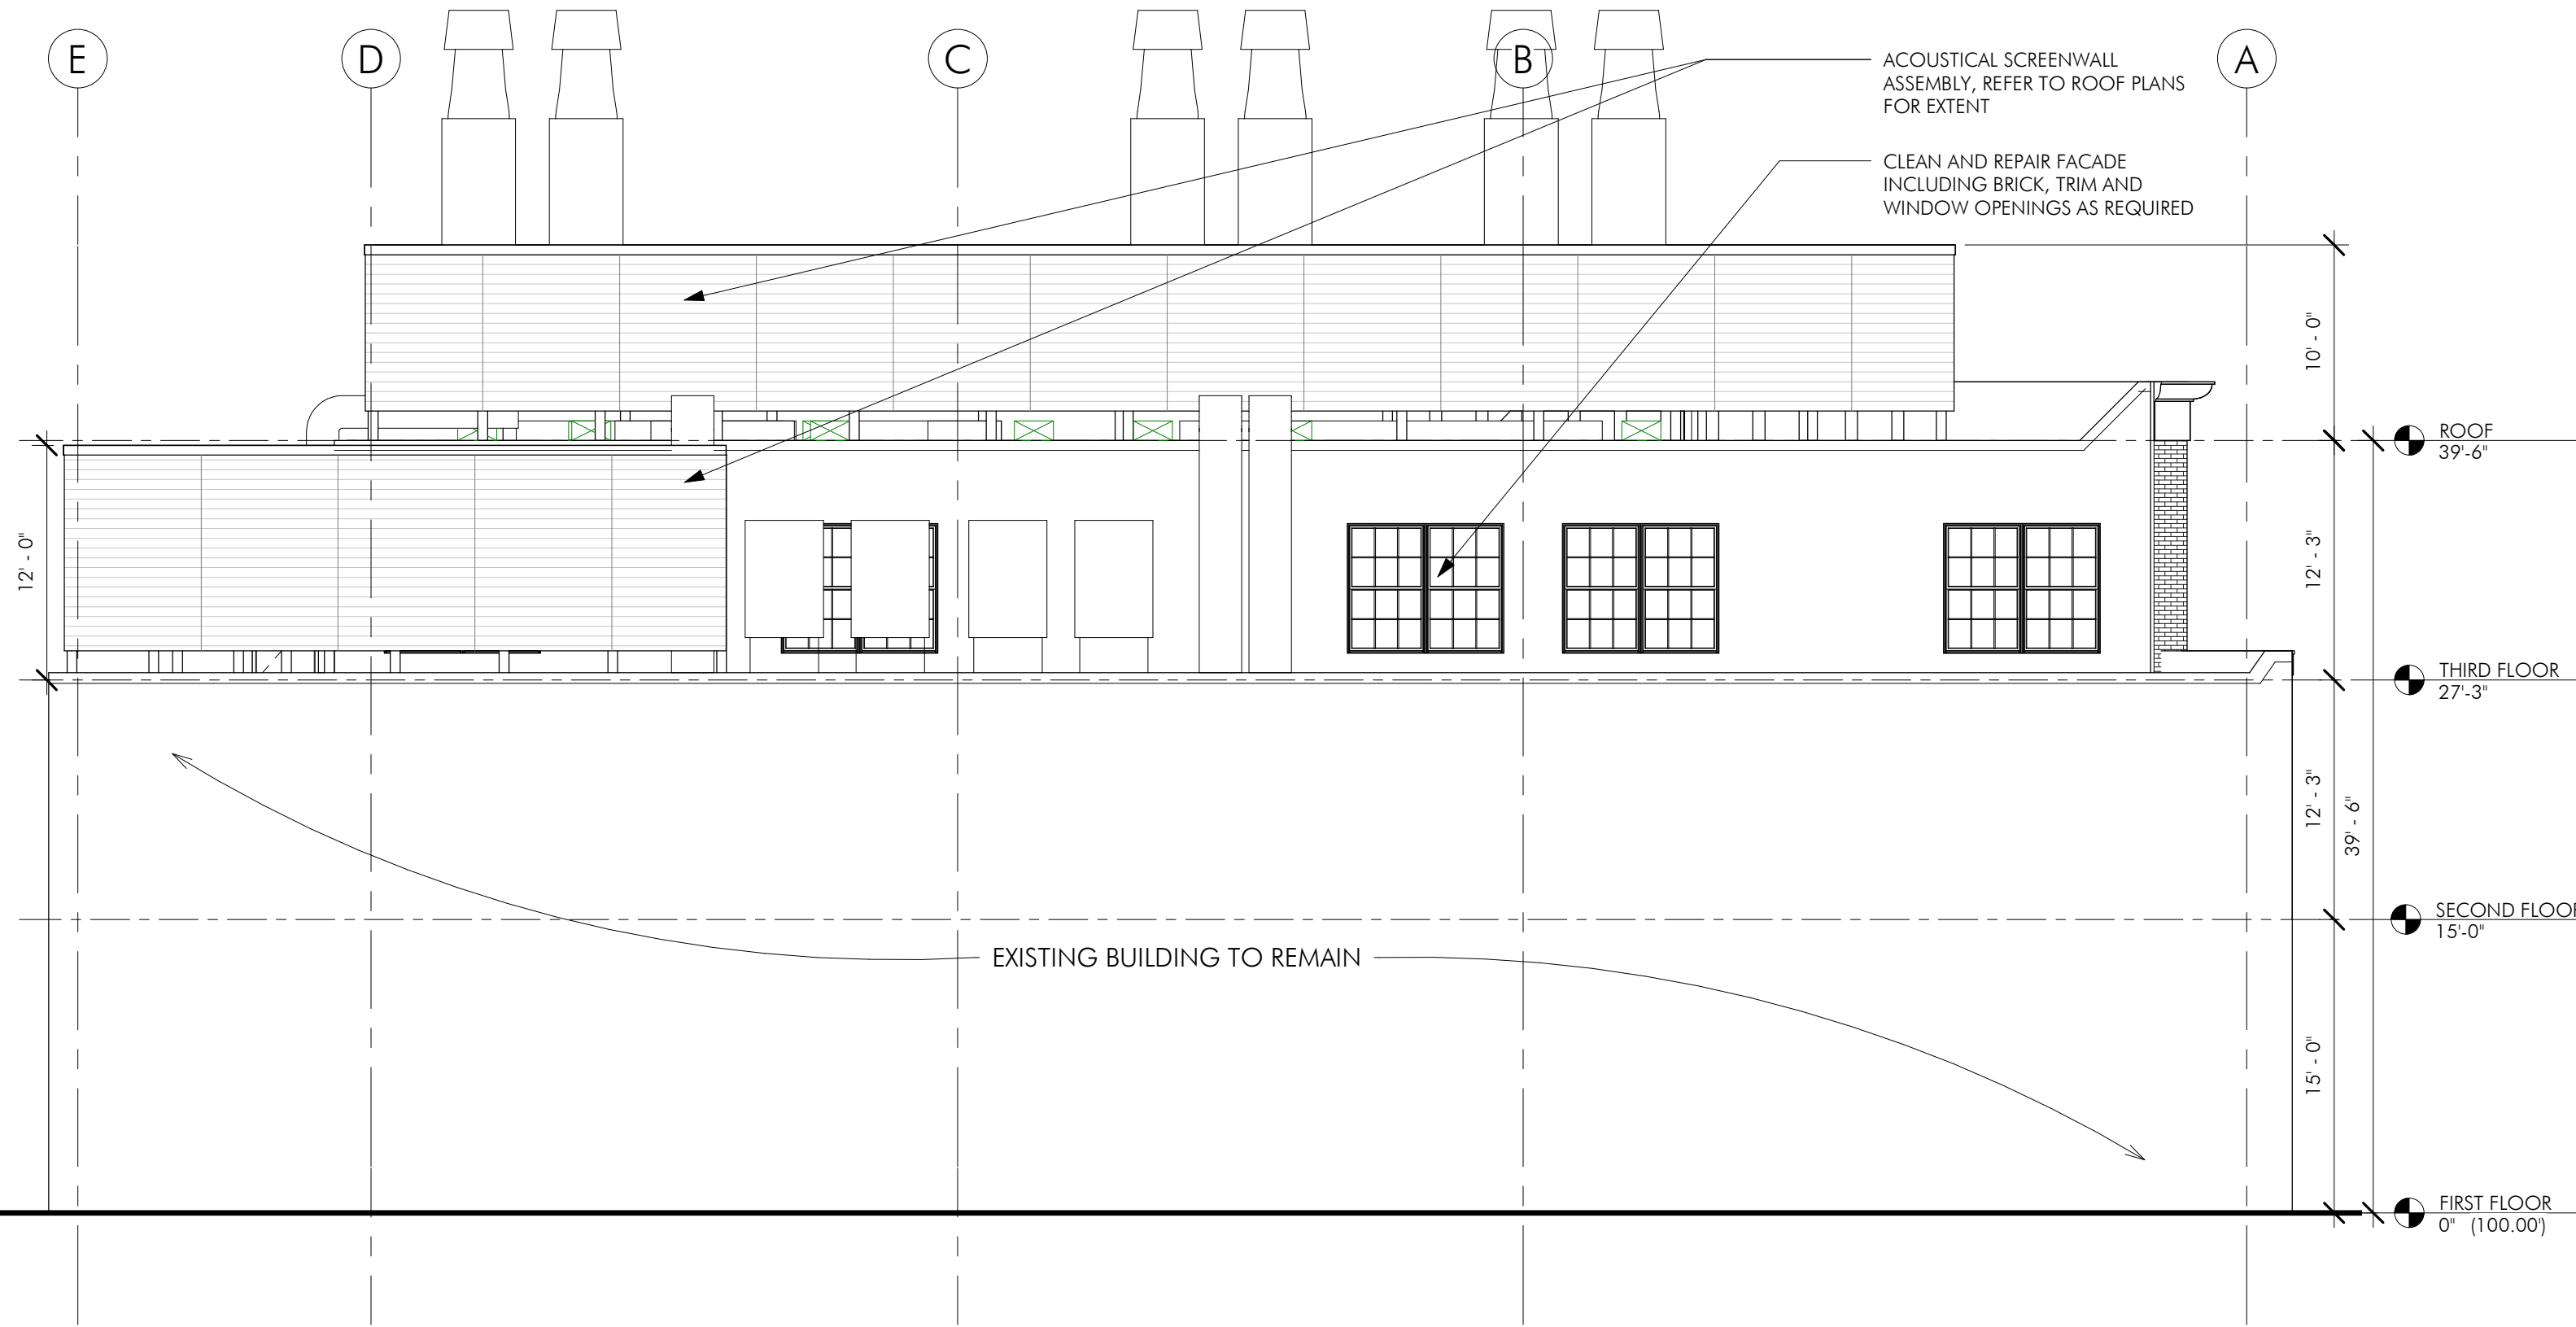 E
D
C
B
A
ACOUSTICAL SCREENWALL
ASSEMBLY, REFER TO ROOF PLANS
FOR EXTENT
CLEAN AND REPAIR FACADE
INCLUDING BRICK, TRIM AND
WINDOW OPENINGS AS REQUIRED
10' - 0"
ROOF
39'-6"
12' - 0"
12' - 3"
THIRD FLOOR
27'-3"
12' - 3"
39' - 6"
SECOND FLOOR
15'-0"
EXISTING BUILDING TO REMAIN
15' - 0"
FIRST FLOOR
0" (100.00')